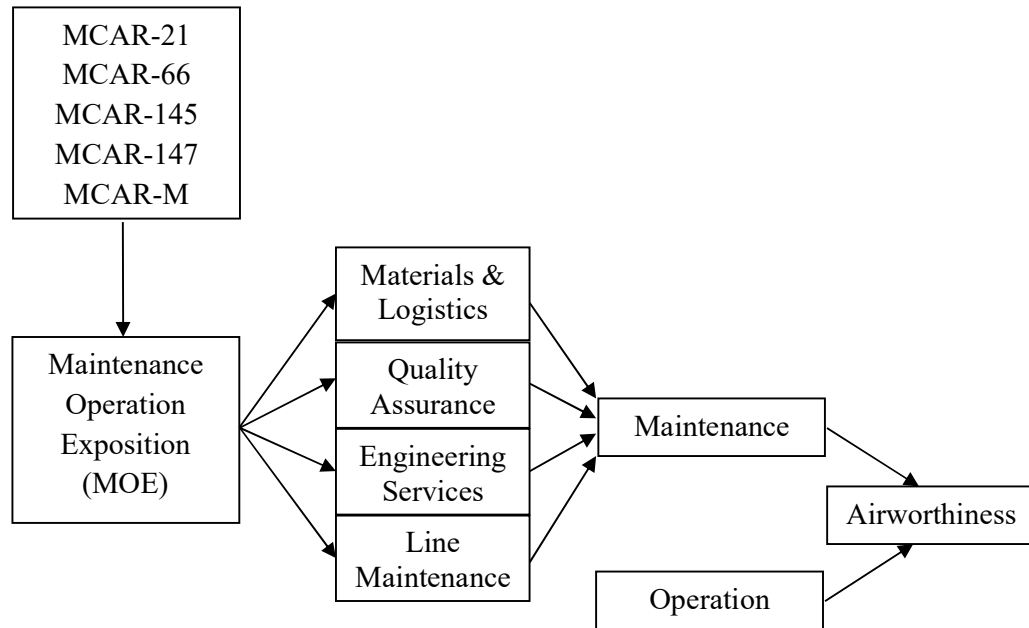 MCAR-21
MCAR-66
MCAR-145
MCAR-147
MCAR-M
Maintenance
Operation
Exposition
(MOE)
Materials &
Logistics
Quality
Assurance
Engineering
Services
Line
Maintenance
Maintenance
Operation
Airworthiness